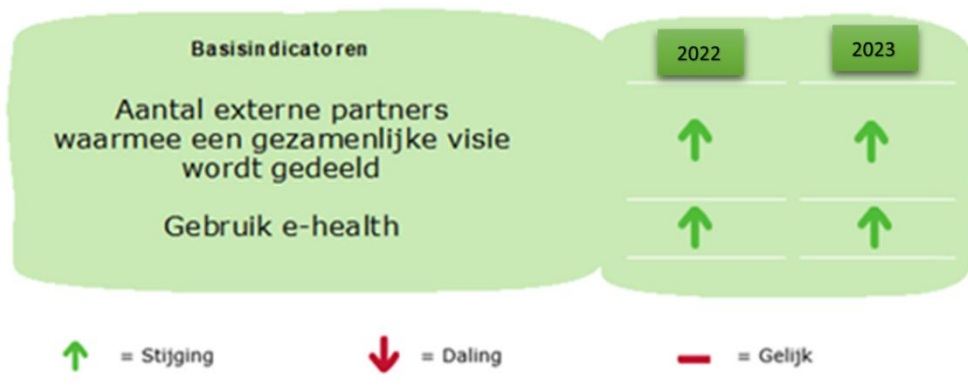 Basisindicatoren
2022
2023
Aantal externe partners
waarmee een gezamenlijke visie
wordt gedeeld
Gebruik e-health
= Stijging
= Daling
= Gelijk